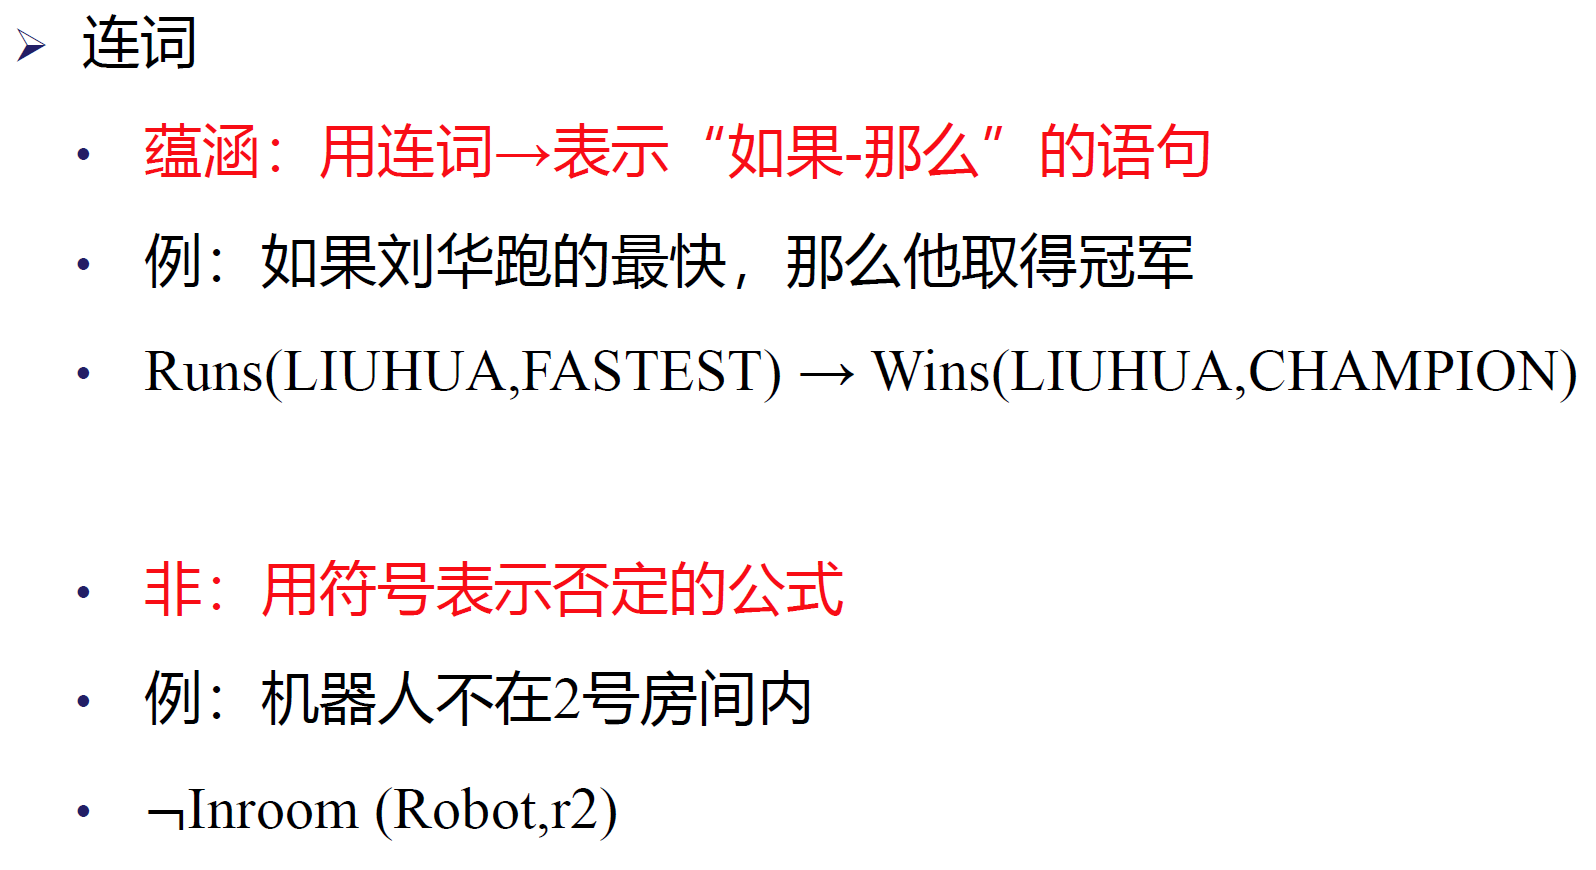 连词
蕴涵：用连词→表示“如果-那么”的语句
例：如果刘华跑的最快，那么他取得冠军
Runs(LIUHUA,FASTEST) → Wins(LIUHUA,CHAMPION)
非：用符号表示否定的公式
例：机器人不在2号房间内
¬Inroom (Robot,r2)